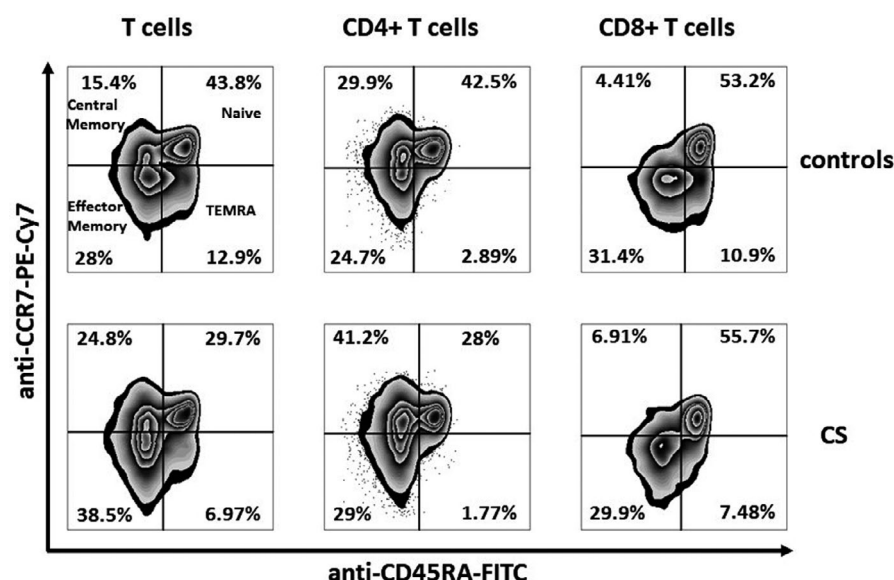 T cells CD4+ T cells CD8+ T cells
15.4% 43.8% 29.9% 42.5% 4.41% 53.2%
Central Naive
Memory
controls
Effector TEMRA
Memory
28% 12.9% 24.7% 2.89% 31.4% 10.9%
anti-CCR7-PE-Cy7
24.8% 29.7% 41.2% 28% 6.91% 55.7%
CS
38.5% 6.97% 29% 1.77% 29.9% 7.48%
anti-CD45RA-FITC